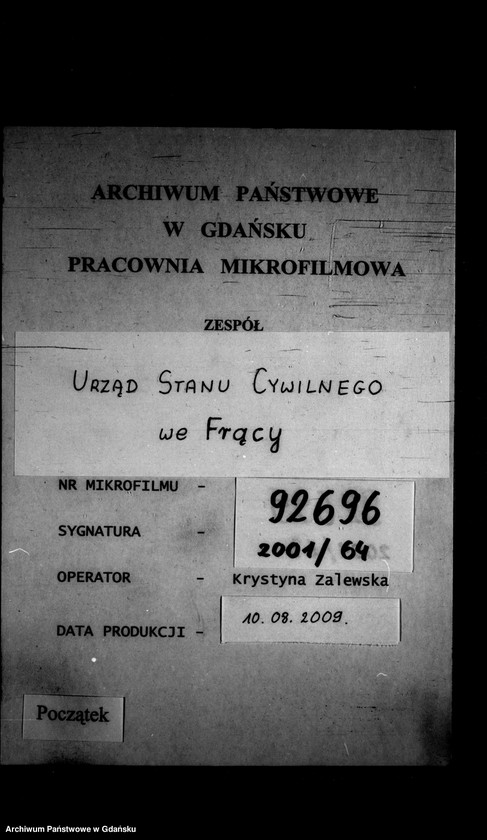 ARCHIWUM PAŃSTWOWE
W GDAŃSKU
PRACOWNIA MIKROFILMOWA
ZESPÓŁ
URZĄD STANU CYWILNEGO
we Frący
NR MIKROFILMU - 92696
SYGNATURA - 2001/64
OPERATOR - Krystyna Zalewska
DATA PRODUKCJI - 10.08.2009.
Początek
Archiwum Państwowe w Gdańsku